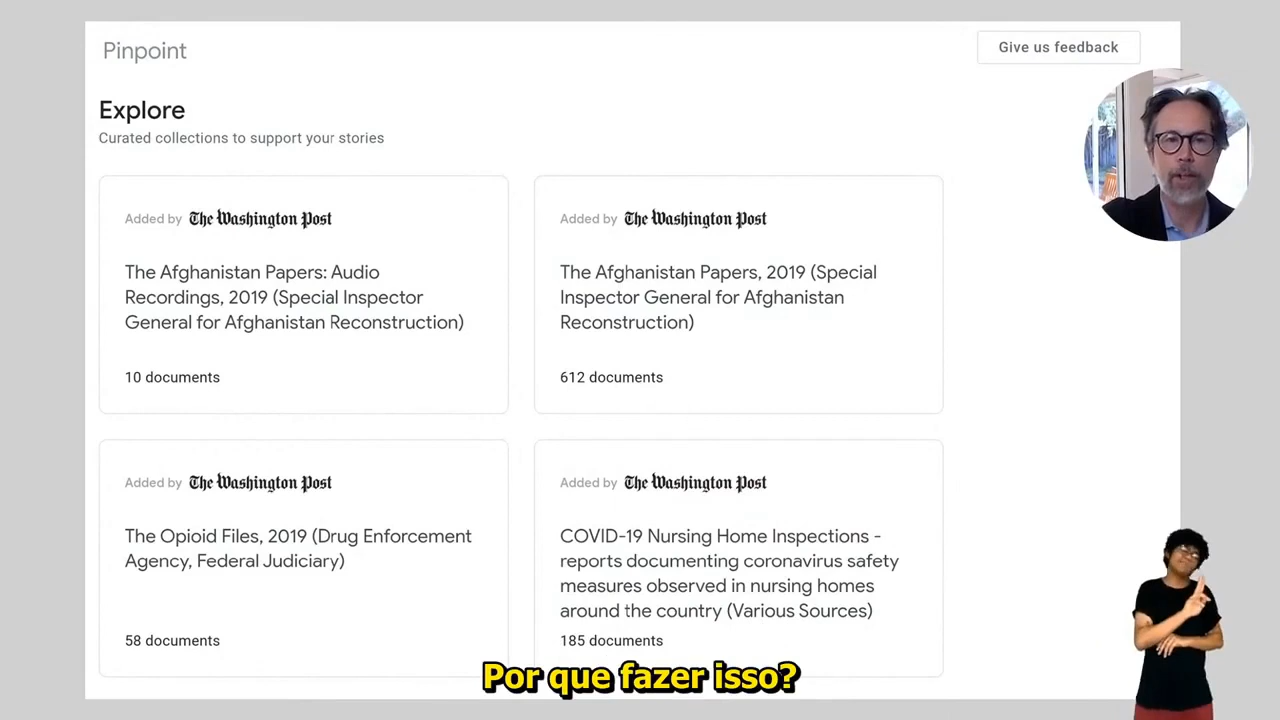 Pinpoint
Give us feedback
Explore
Curated collections to support your stories
Added by The Washington Post
The Afghanistan Papers: Audio
Recordings, 2019 (Special Inspector
General for Afghanistan Reconstruction)
10 documents
Added by The Washington Post
The Afghanistan Papers, 2019 (Special
Inspector General for Afghanistan
Reconstruction)
612 documents
Added by The Washington Post
The Opioid Files, 2019 (Drug Enforcement
Agency, Federal Judiciary)
58 documents
Added by The Washington Post
COVID-19 Nursing Home Inspections -
reports documenting coronavirus safety
measures observed in nursing homes
around the country (Various Sources)
185 documents
Por que fazer isso?